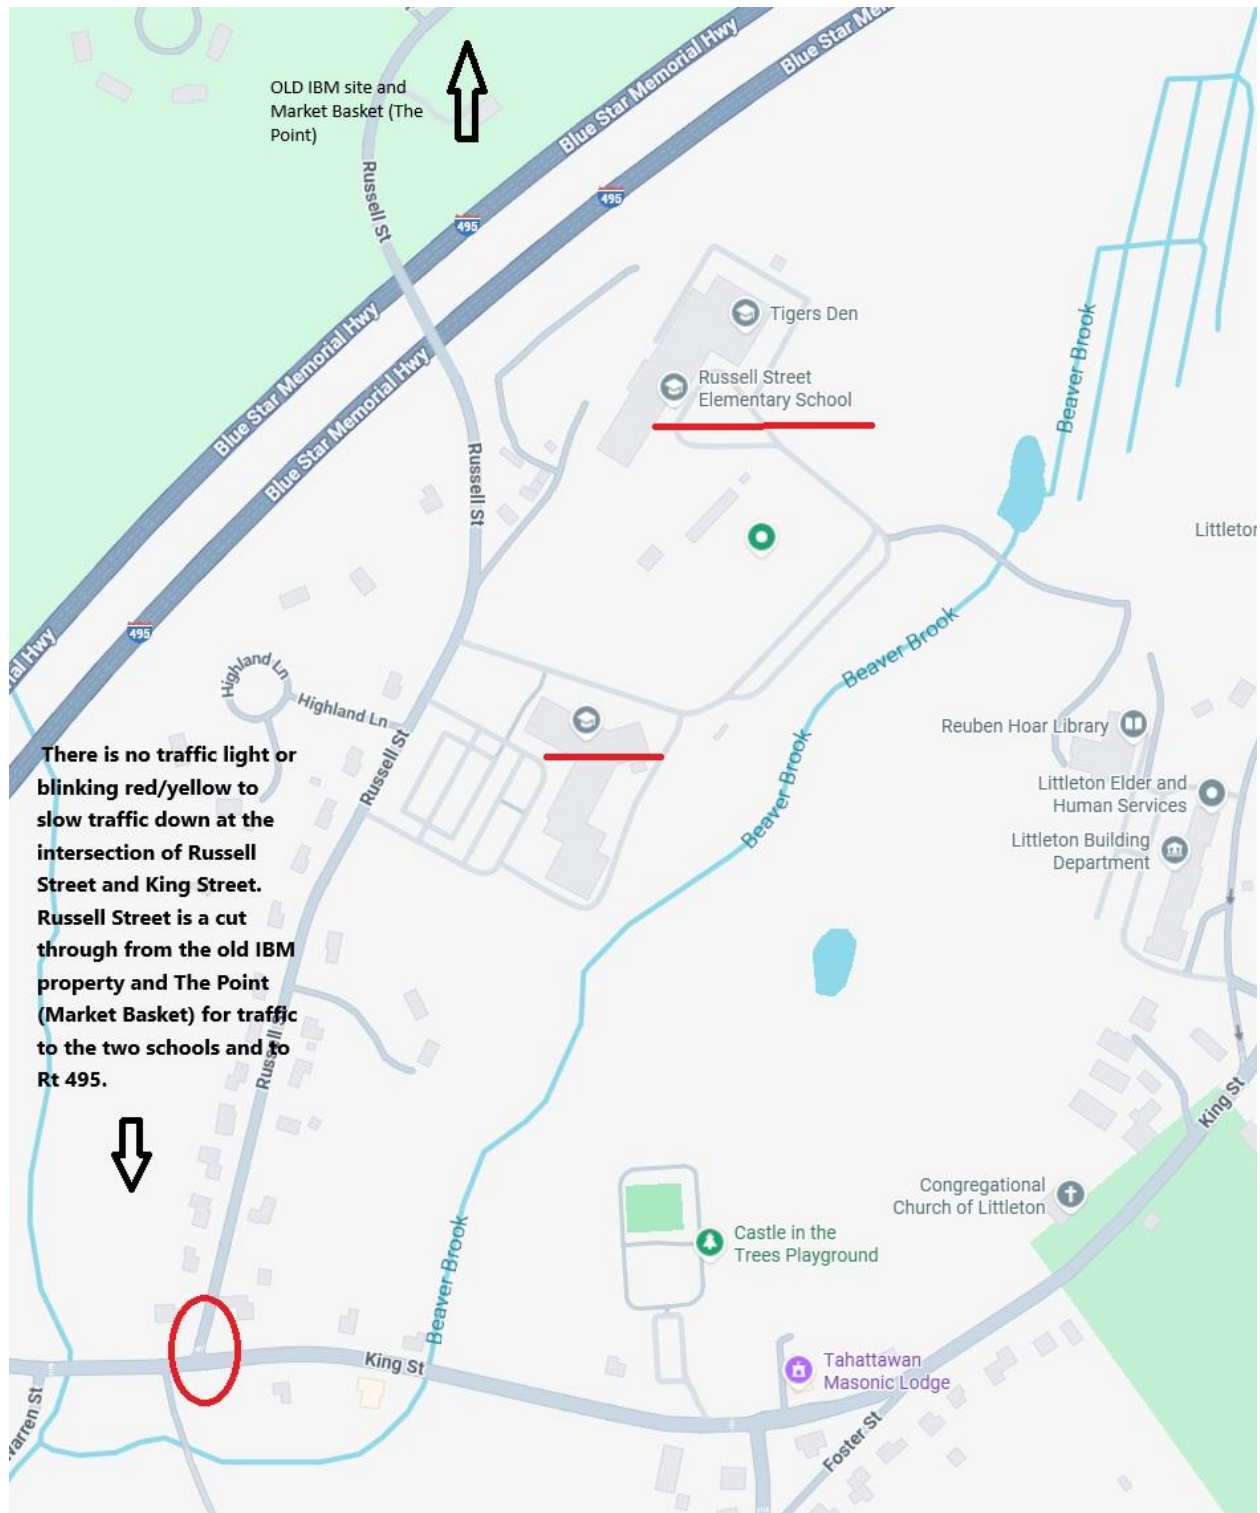 Blue Star Memorial Hwy
Blue Star Mem
OLD IBM site and
Market Basket (The
Point)
Russell St
495
495
Tigers Den
Russell Street
Elementary School
Blue Star Memorial Hwy
Blue Star Memorial Hwy
Beaver Brook
Russell St
Littleton
495
al Hwy
Beaver Brook
Highland Ln
Highland Ln
Reuben Hoar Library
Russell St
There is no traffic light or
blinking red/yellow to
slow traffic down at the
intersection of Russell
Street and King Street.
Russell Street is a cut
through from the old IBM
property and The Point
(Market Basket) for traffic
to the two schools and to
Rt 495.
Beaver Brook
Littleton Elder and
Human Services
Littleton Building
Department
Russell St
King St
Congregational
Church of Littleton
Castle in the
Trees Playground
Beaver Brook
King St
Tahattawan
Masonic Lodge
Warren St
Foster St